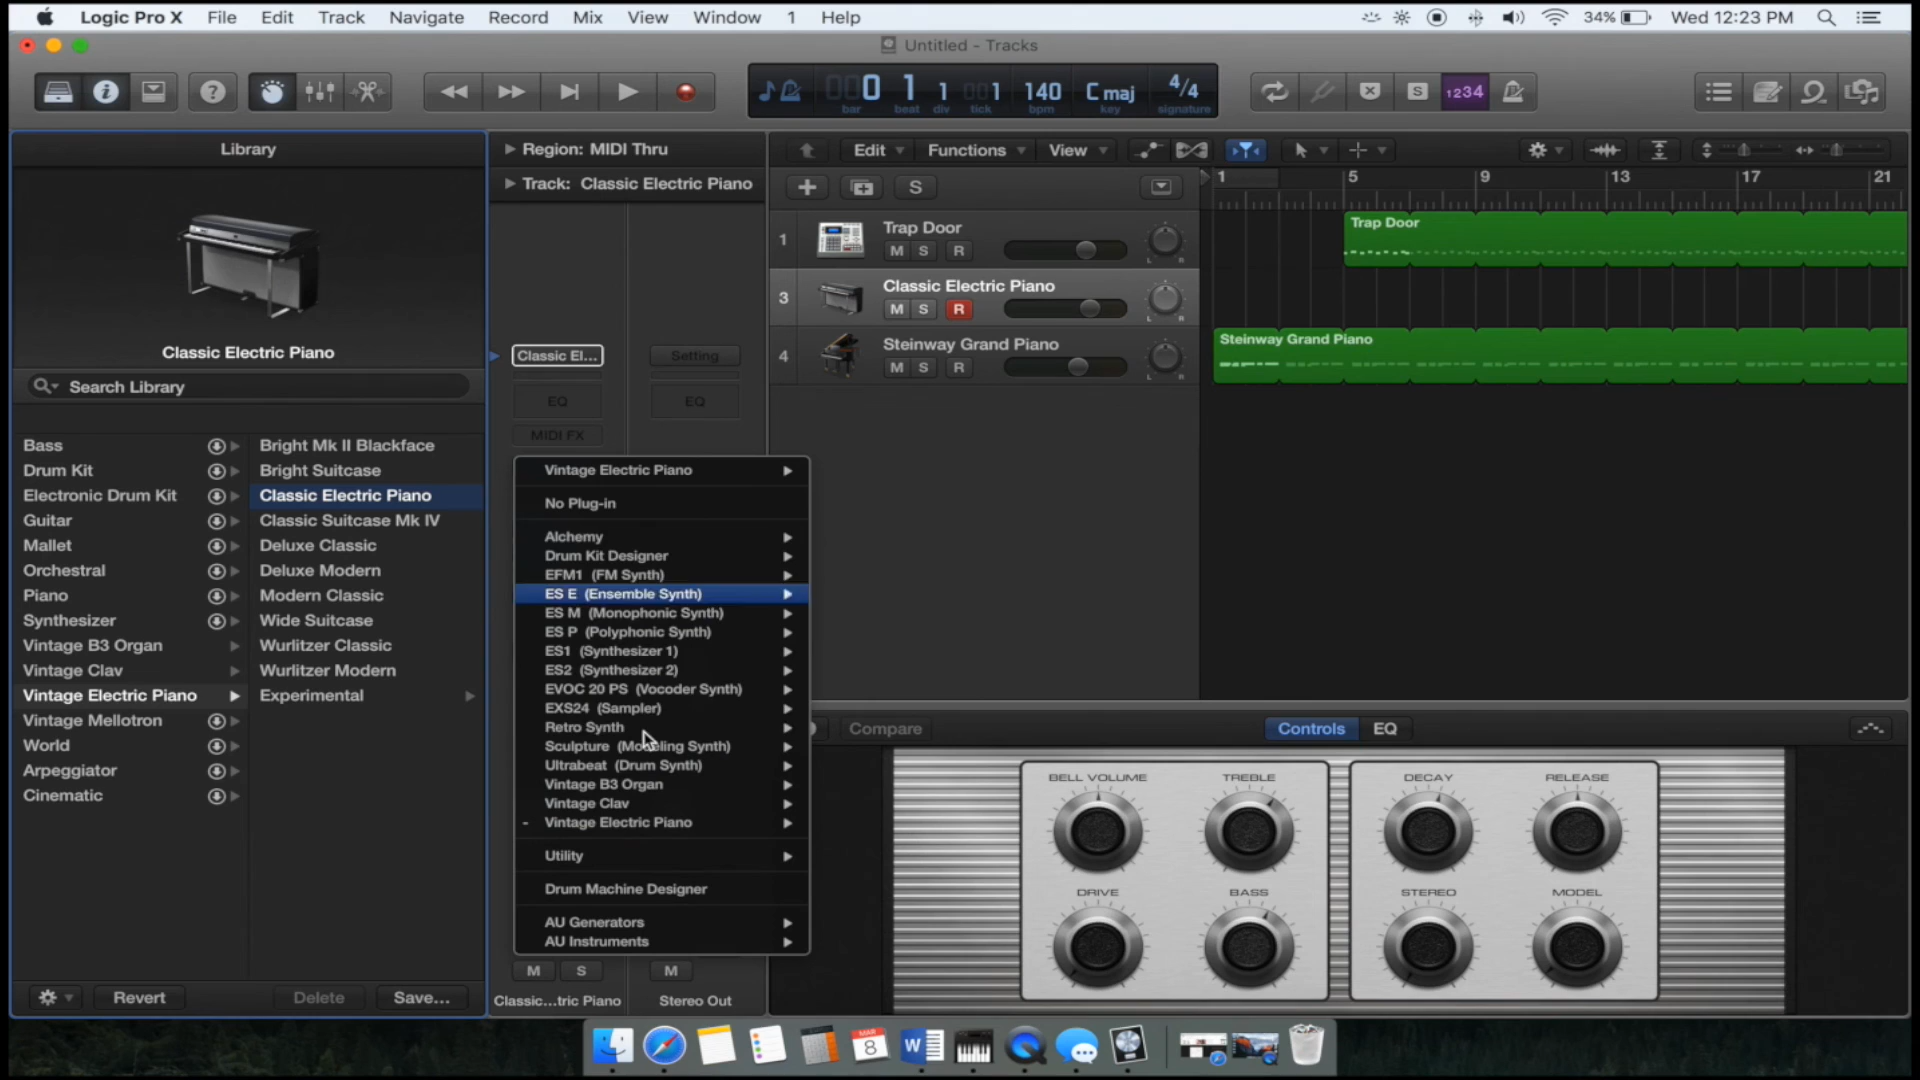 Logic Pro X File Edit Track Navigate Record Mix View Window 1 Help 34% Wed 12:23 PM
Untitled - Tracks
0 1 1 1 140 C maj 4/4
bar beat div tick bpm key signature
S 1234
Library
Region: MIDI Thru
Edit Functions View
Track: Classic Electric Piano
S
1 5 9 13 17 21
1 Trap Door
M S R
Trap Door
3 Classic Electric Piano
M S R
4 Steinway Grand Piano
M S R
Steinway Grand Piano
L R
L R
L R
Classic Electric Piano
Search Library
Classic El... Setting
EQ EQ
MIDI FX
Bass
Drum Kit
Electronic Drum Kit
Guitar
Mallet
Orchestral
Piano
Synthesizer
Vintage B3 Organ
Vintage Clav
Vintage Electric Piano
Vintage Mellotron
World
Arpeggiator
Cinematic
Bright Mk II Blackface
Bright Suitcase
Classic Electric Piano
Classic Suitcase Mk IV
Deluxe Classic
Deluxe Modern
Modern Classic
Wide Suitcase
Wurlitzer Classic
Wurlitzer Modern
Experimental
Vintage Electric Piano
No Plug-in
Alchemy
Drum Kit Designer
EFM1 (FM Synth)
ES E (Ensemble Synth)
ES M (Monophonic Synth)
ES P (Polyphonic Synth)
ES1 (Synthesizer 1)
ES2 (Synthesizer 2)
EVOC 20 PS (Vocoder Synth)
EXS24 (Sampler)
Retro Synth
Sculpture (Modeling Synth)
Ultrabeat (Drum Synth)
Vintage B3 Organ
Vintage Clav
- Vintage Electric Piano
Utility
Drum Machine Designer
AU Generators
AU Instruments
Compare Controls EQ
BELL VOLUME TREBLE DECAY RELEASE
DRIVE BASS STEREO MODEL
M S M
Revert Delete Save...
Classic...tric Piano Stereo Out
MAR
8
W